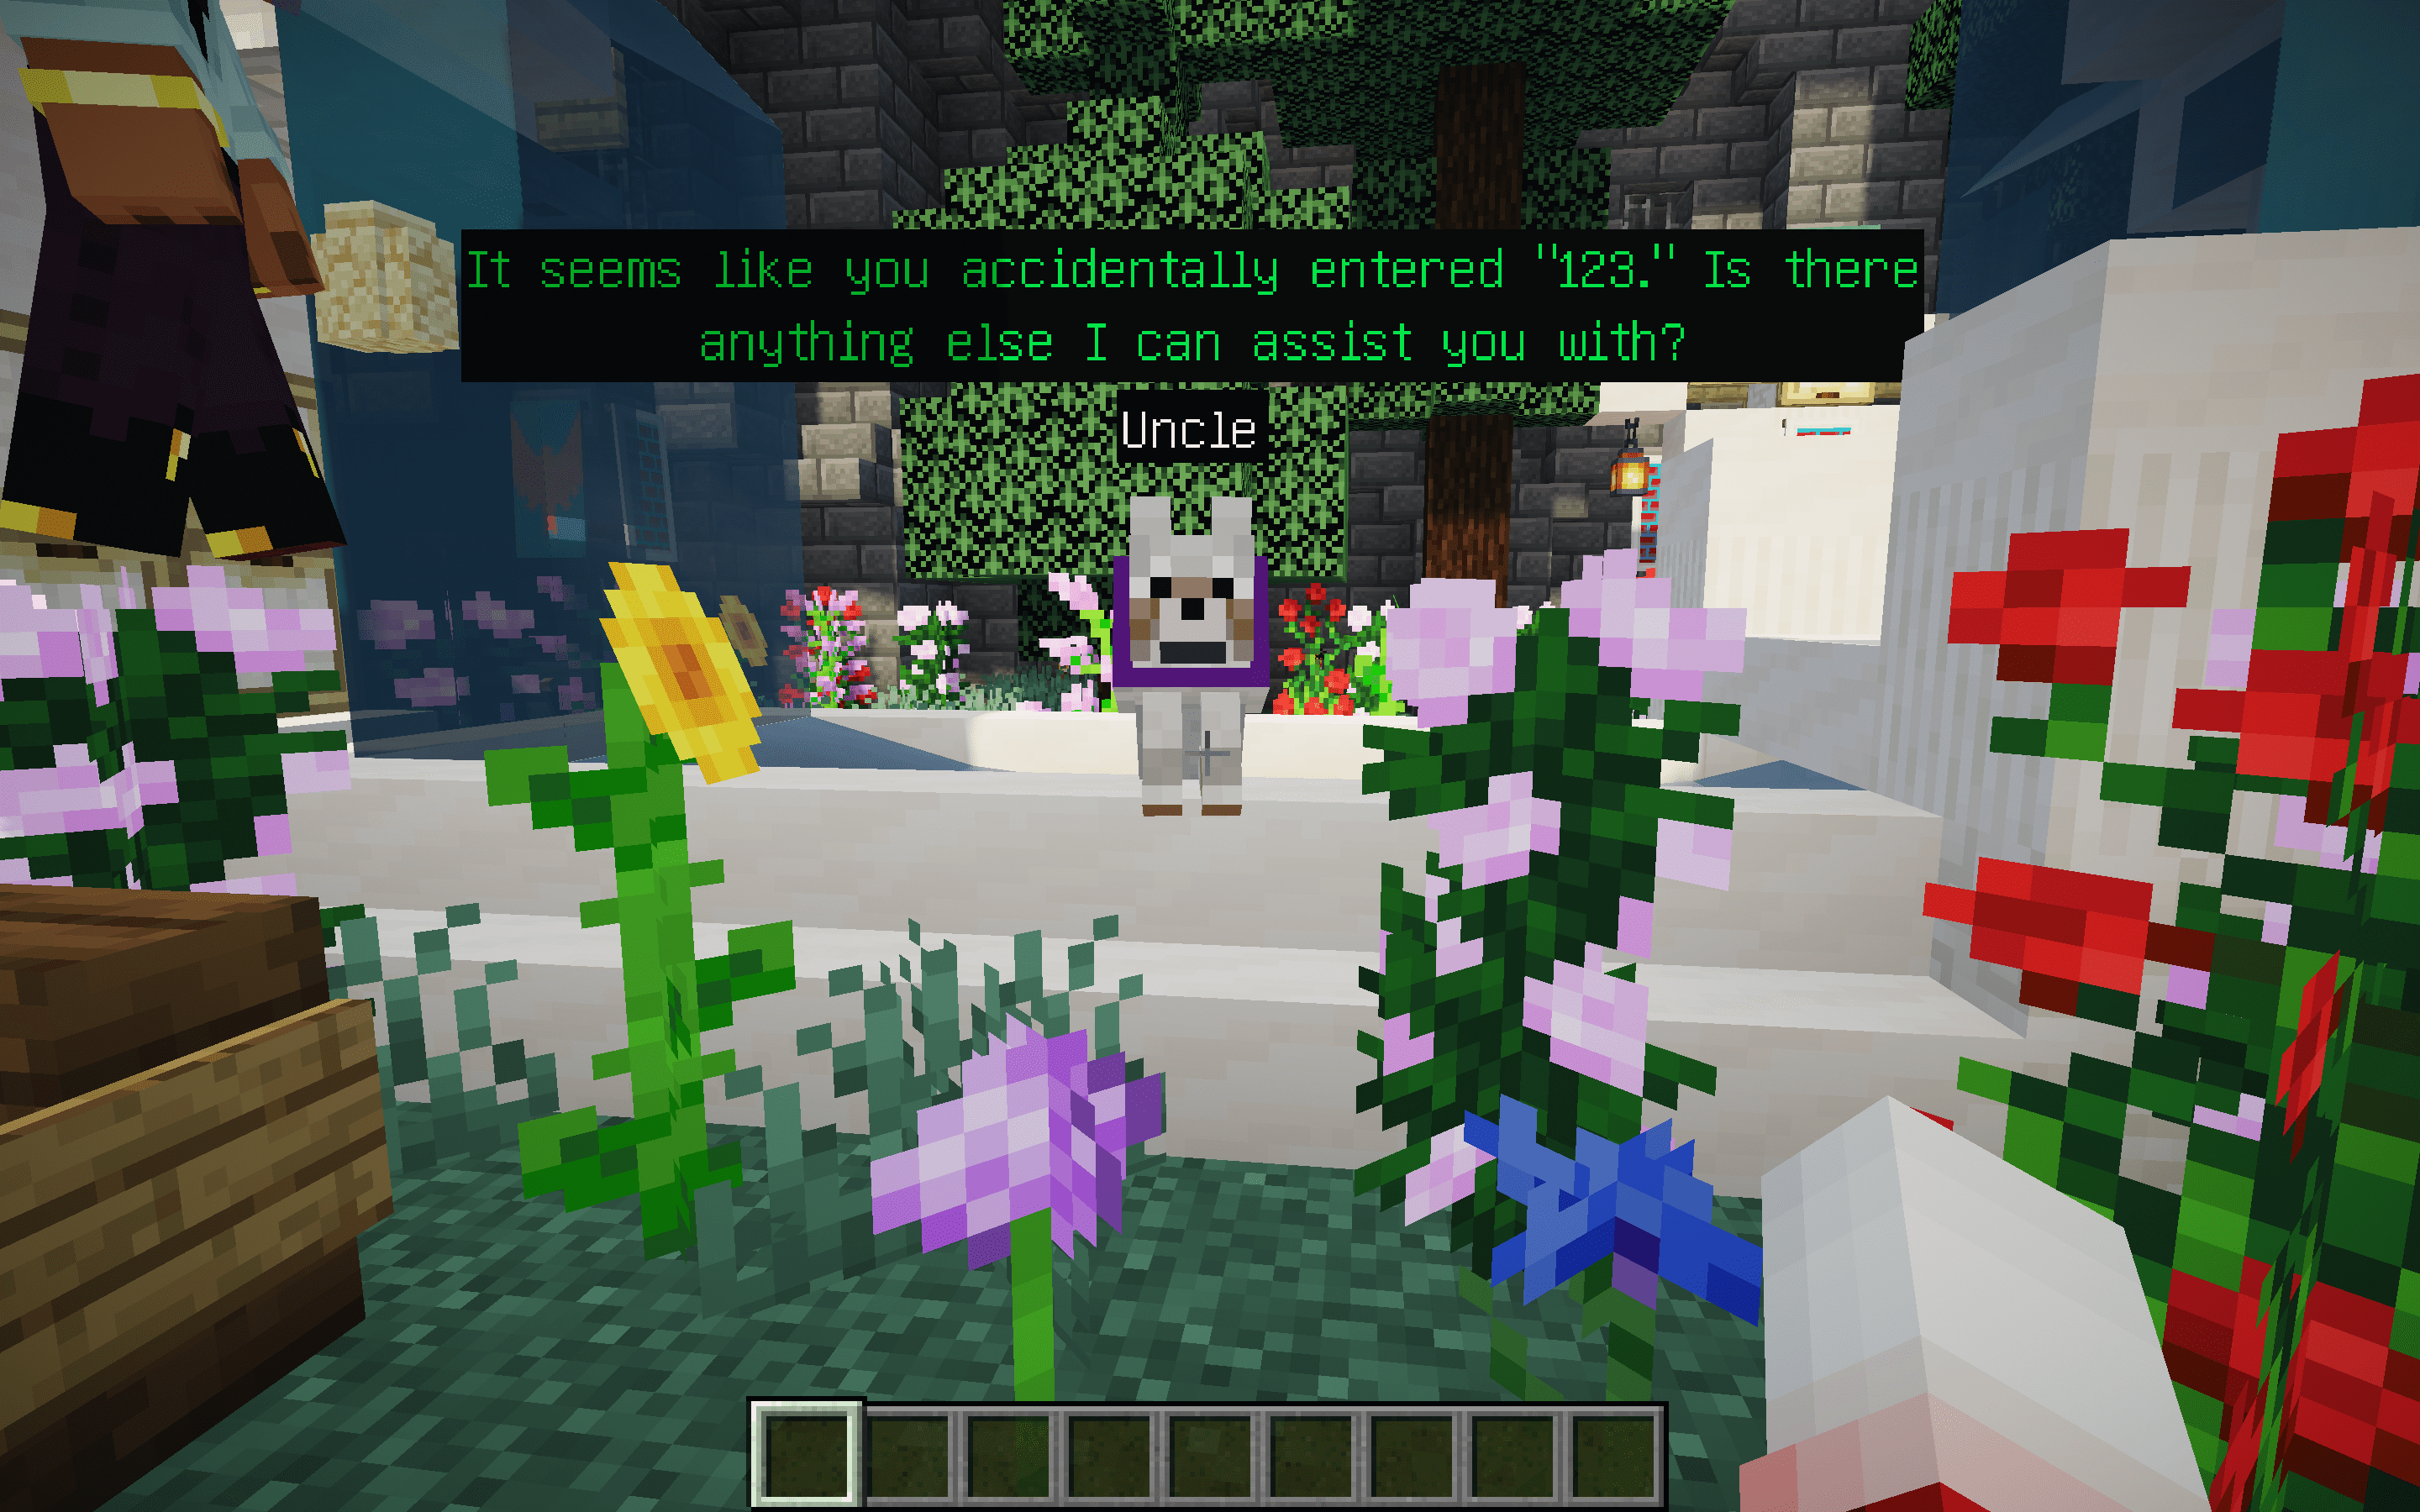 It seems like you accidentally entered "123." Is there
anything else I can assist you with?
Uncle